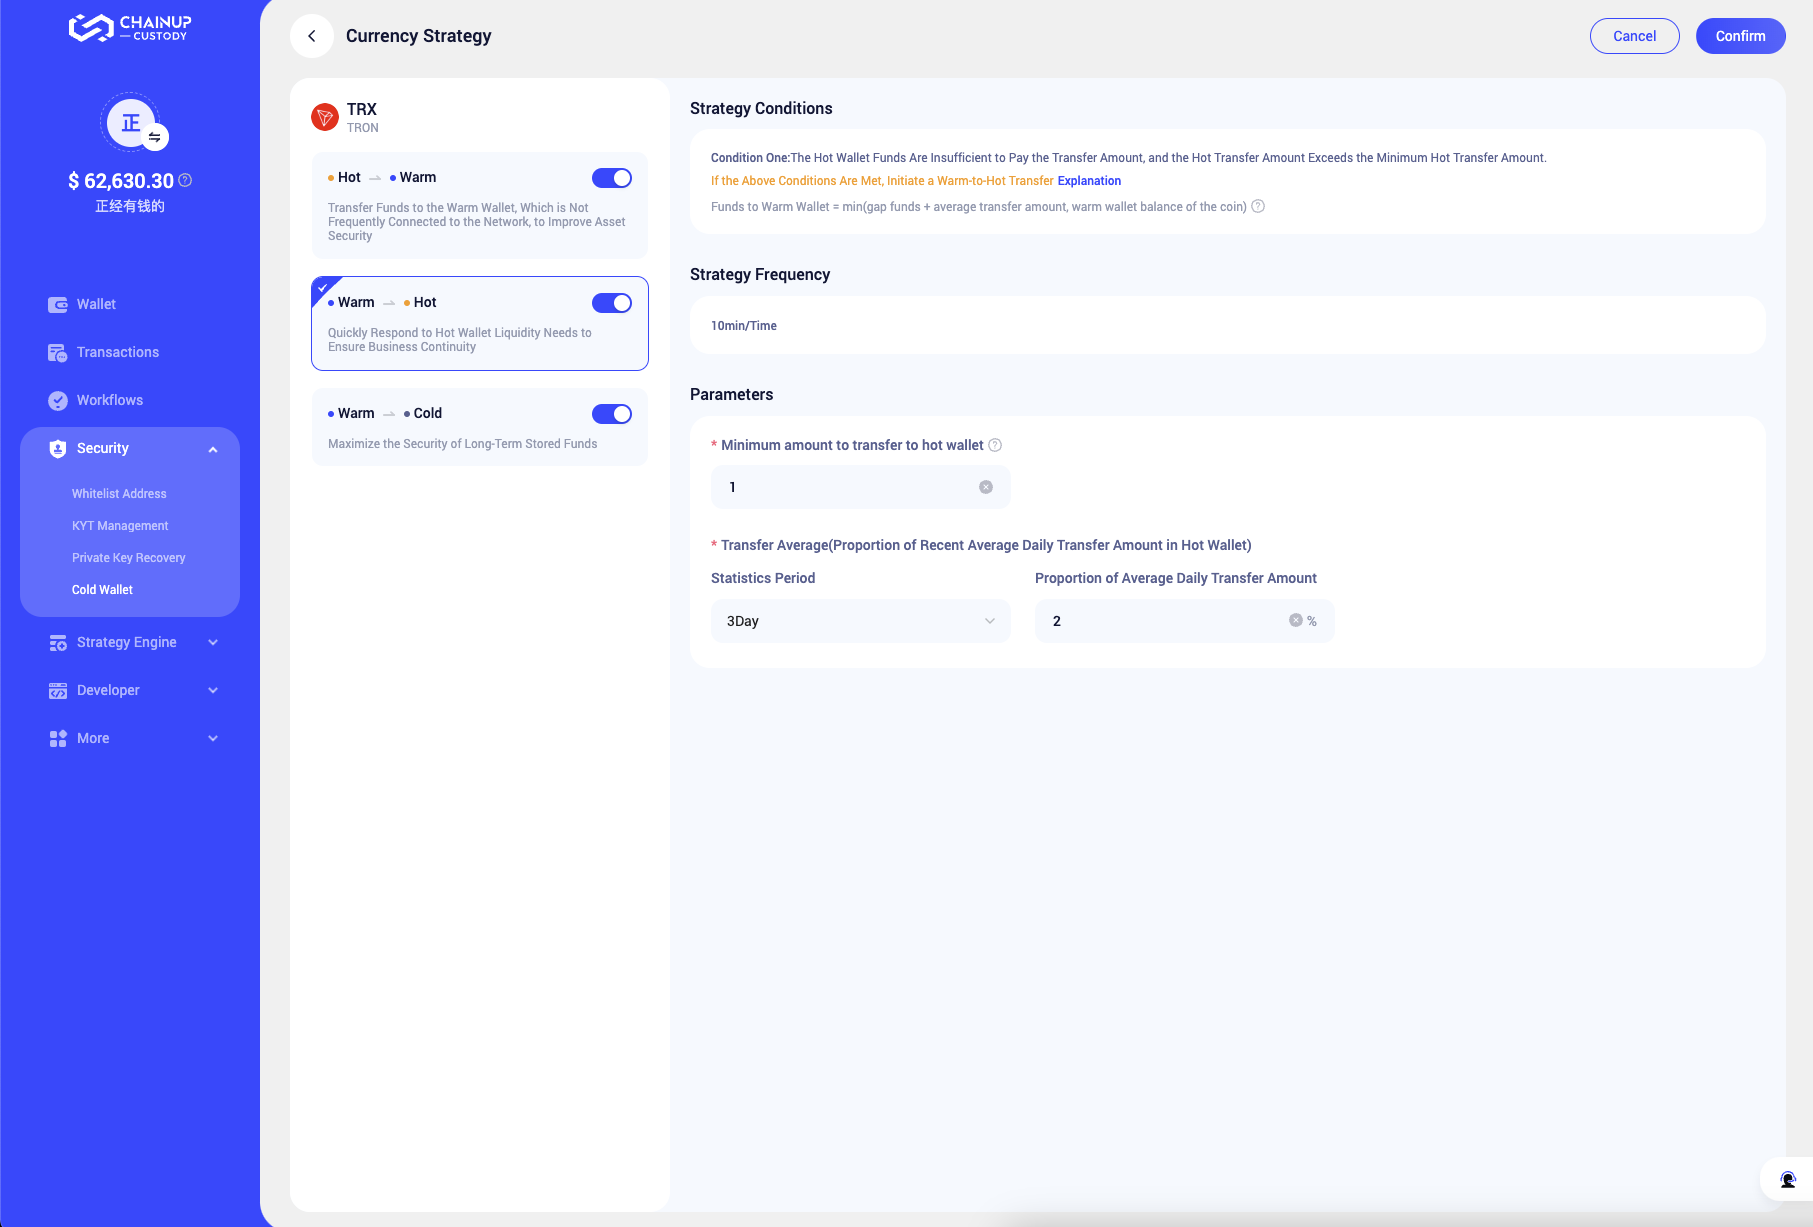 CHAINUP
CUSTODY
正
$ 62,630.30
正经有钱的
Wallet
Transactions
Workflows
Security
Whitelist Address
KYT Management
Private Key Recovery
Cold Wallet
Strategy Engine
Developer
More
Currency Strategy
Cancel
Confirm
TRX
TRON
Hot → Warm
Transfer Funds to the Warm Wallet, Which is Not
Frequently Connected to the Network, to Improve Asset
Security
Warm → Hot
Quickly Respond to Hot Wallet Liquidity Needs to
Ensure Business Continuity
Warm → Cold
Maximize the Security of Long-Term Stored Funds
Strategy Conditions
Condition One:The Hot Wallet Funds Are Insufficient to Pay the Transfer Amount, and the Hot Transfer Amount Exceeds the Minimum Hot Transfer Amount.
If the Above Conditions Are Met, Initiate a Warm-to-Hot Transfer Explanation
Funds to Warm Wallet = min(gap funds + average transfer amount, warm wallet balance of the coin)
Strategy Frequency
10min/Time
Parameters
* Minimum amount to transfer to hot wallet
1
* Transfer Average(Proportion of Recent Average Daily Transfer Amount in Hot Wallet)
Statistics Period
Proportion of Average Daily Transfer Amount
3Day
2 %